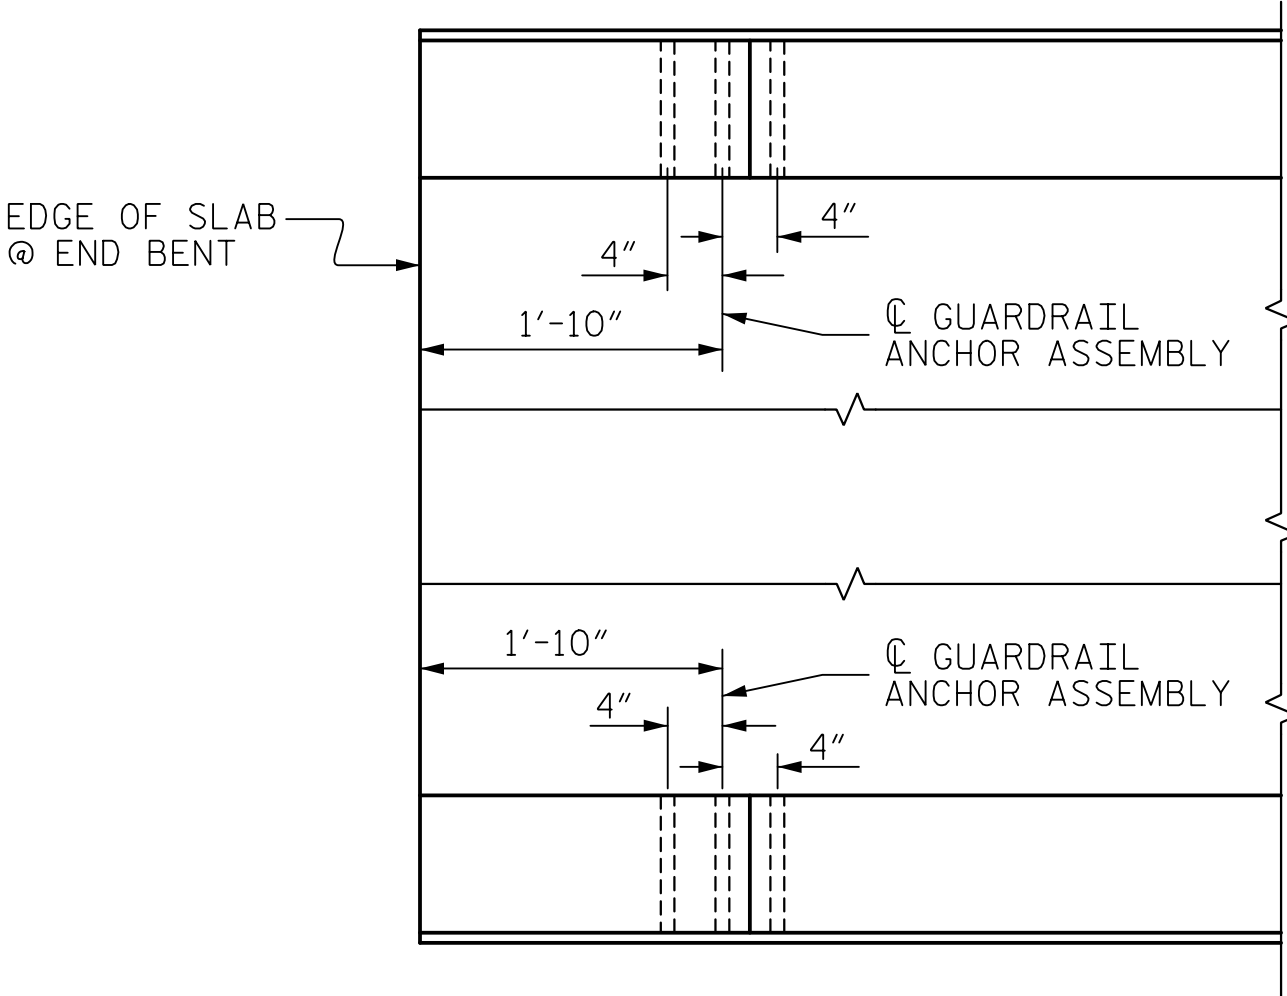 EDGE OF SLAB
@ END BENT
4″
4″
1′-10″
℄ GUARDRAIL
ANCHOR ASSEMBLY
1′-10″
℄ GUARDRAIL
ANCHOR ASSEMBLY
4″
4″